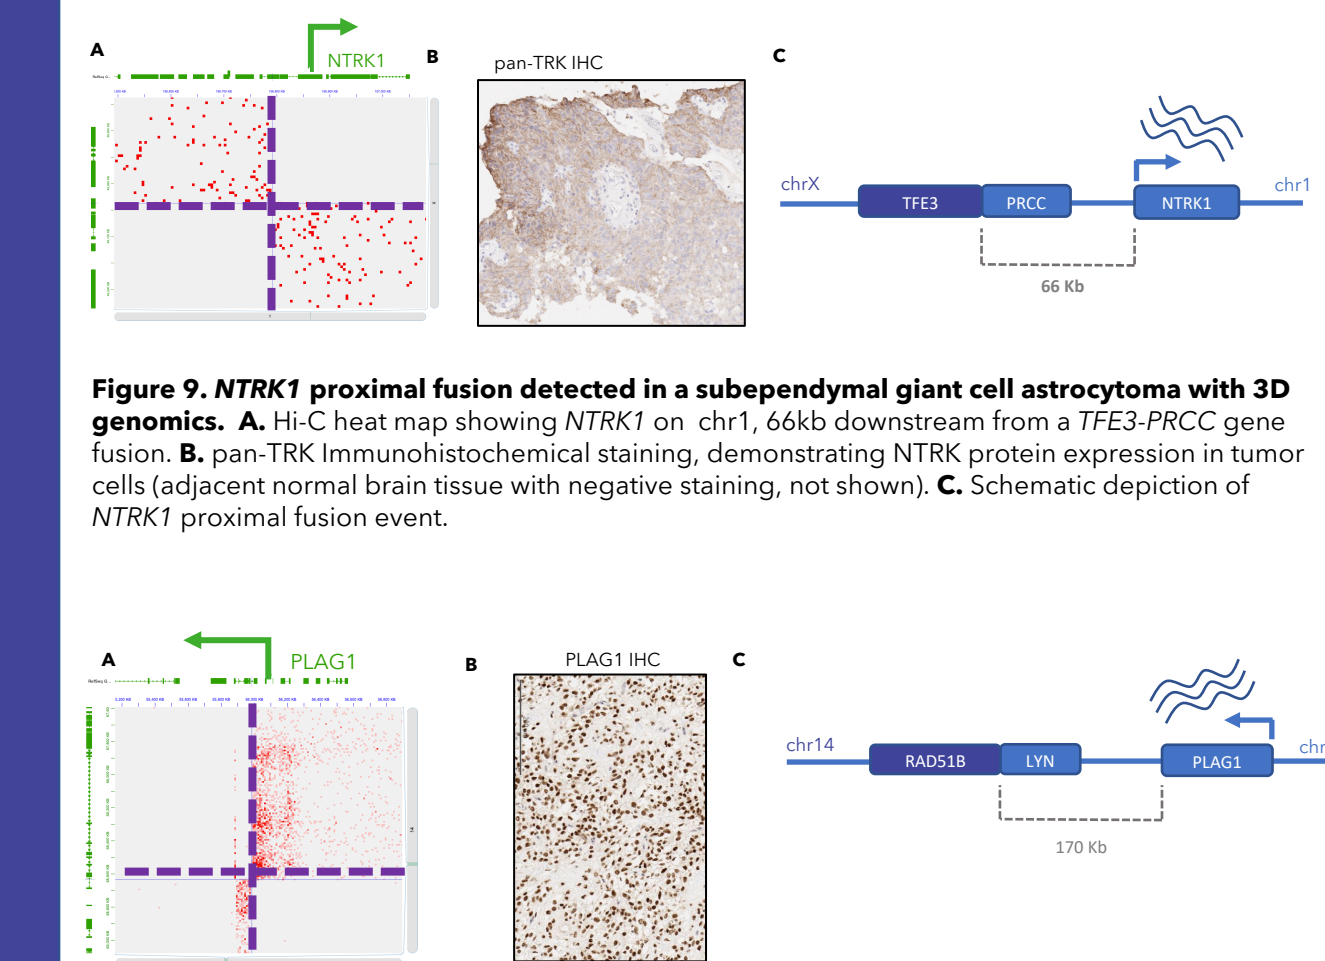 A
NTRK1
B
pan-TRK IHC
C
chrX
TFE3
PRCC
NTRK1
chr1
66 Kb
Figure 9. NTRK1 proximal fusion detected in a subependymal giant cell astrocytoma with 3D
genomics. A. Hi-C heat map showing NTRK1 on chr1, 66kb downstream from a TFE3-PRCC gene
fusion. B. pan-TRK Immunohistochemical staining, demonstrating NTRK protein expression in tumor
cells (adjacent normal brain tissue with negative staining, not shown). C. Schematic depiction of
NTRK1 proximal fusion event.
A
PLAG1
B
PLAG1 IHC
C
chr14
RAD51B
LYN
PLAG1
chr
170 Kb